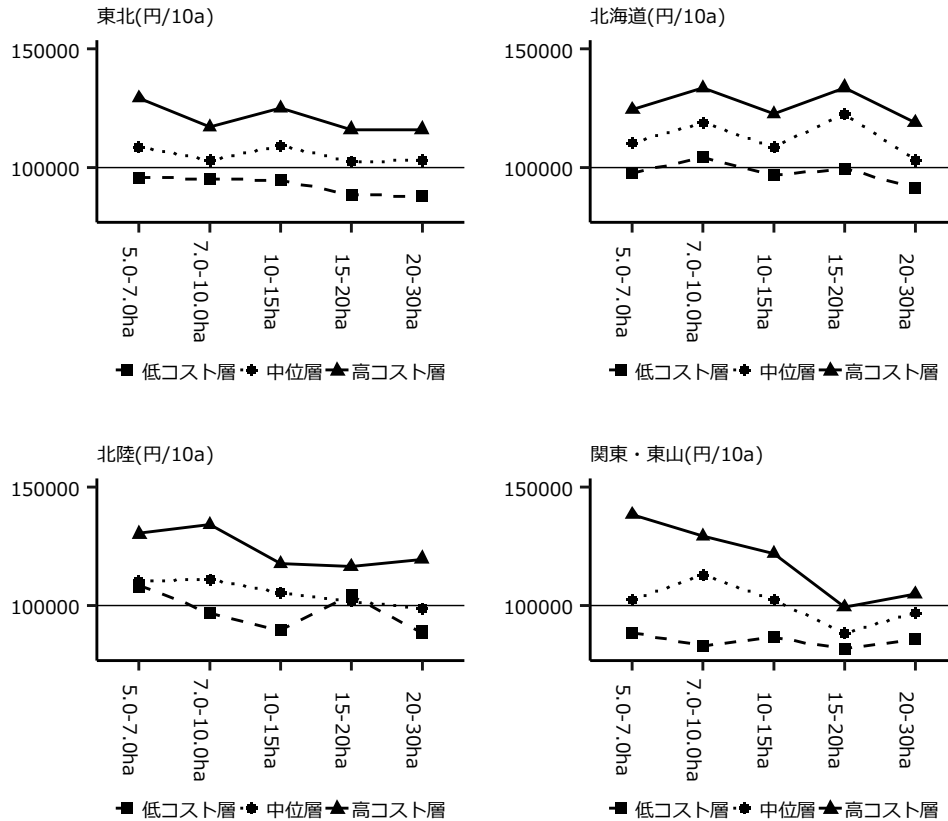 東北(円/10a)
150000
100000
5.0-7.0ha
7.0-10.0ha
10-15ha
15-20ha
20-30ha
低コスト層 中位層 高コスト層
北海道(円/10a)
150000
100000
5.0-7.0ha
7.0-10.0ha
10-15ha
15-20ha
20-30ha
低コスト層 中位層 高コスト層
北陸(円/10a)
150000
100000
5.0-7.0ha
7.0-10.0ha
10-15ha
15-20ha
20-30ha
低コスト層 中位層 高コスト層
関東・東山(円/10a)
150000
100000
5.0-7.0ha
7.0-10.0ha
10-15ha
15-20ha
20-30ha
低コスト層 中位層 高コスト層